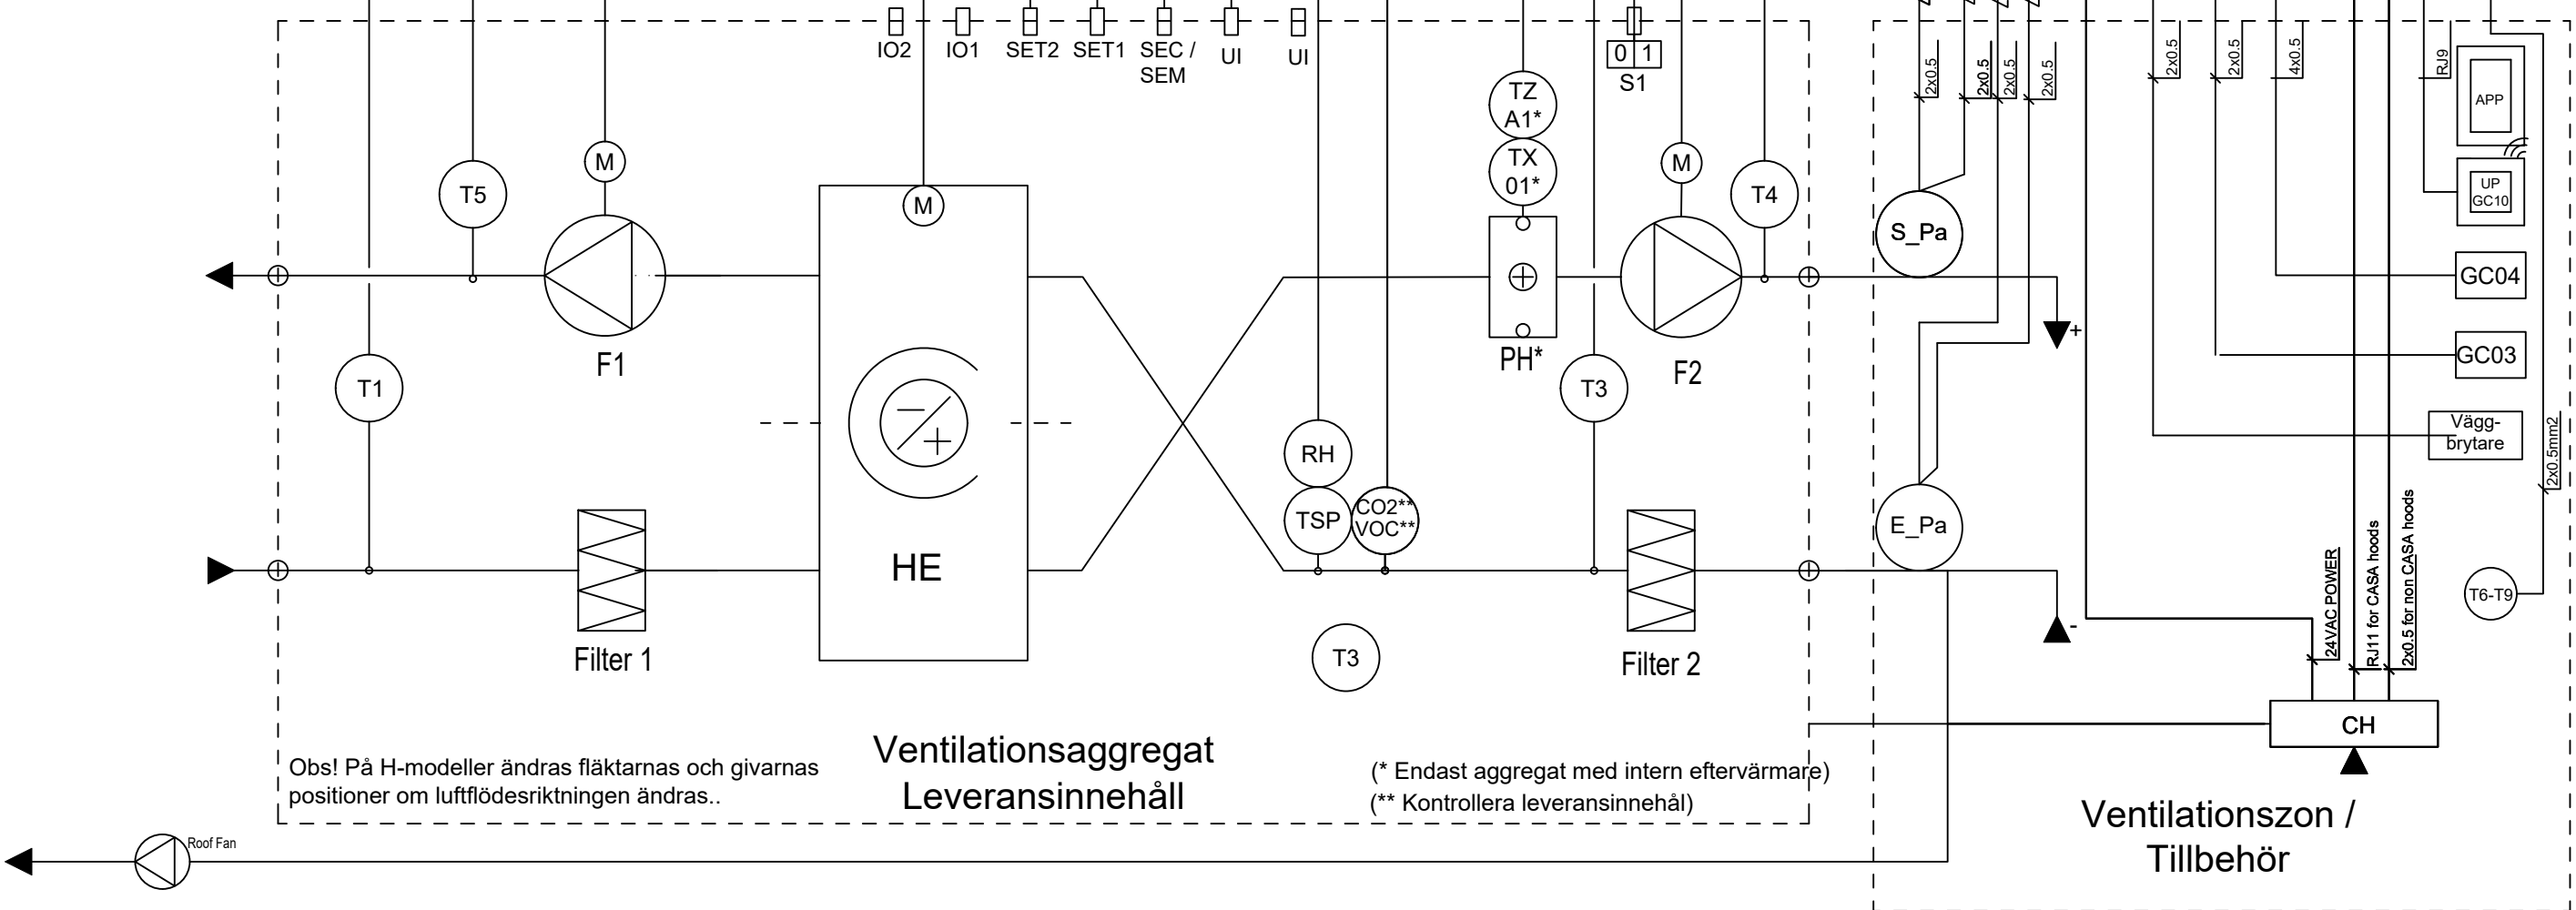 IO2
IO1
SET2
SET1
SEC /
SEM
UI
UI
0 1
S1
2x0.5
2x0.5
2x0.5
2x0.5
2x0.5
2x0.5
4x0.5
RJ9
APP
UP
GC10
TZ
A1*
TX
01*
M
T5
M
M
T4
S_Pa
GC04
+
F1
PH*
F2
GC03
T1
T3
Vägg-
brytare
2x0.5mm2
RH
TSP
CO2**
VOC**
E_Pa
HE
24VAC POWER
RJ11 for CASA hoods
2x0.5 for non CASA hoods
T6-T9
-
Filter 1
T3
Filter 2
CH
Ventilationsaggregat
Leveransinnehåll
Obs! På H-modeller ändras fläktarnas och givarnas
positioner om luftflödesriktningen ändras..
(* Endast aggregat med intern eftervärmare)
(** Kontrollera leveransinnehål)
Ventilationszon /
Tillbehör
Roof Fan